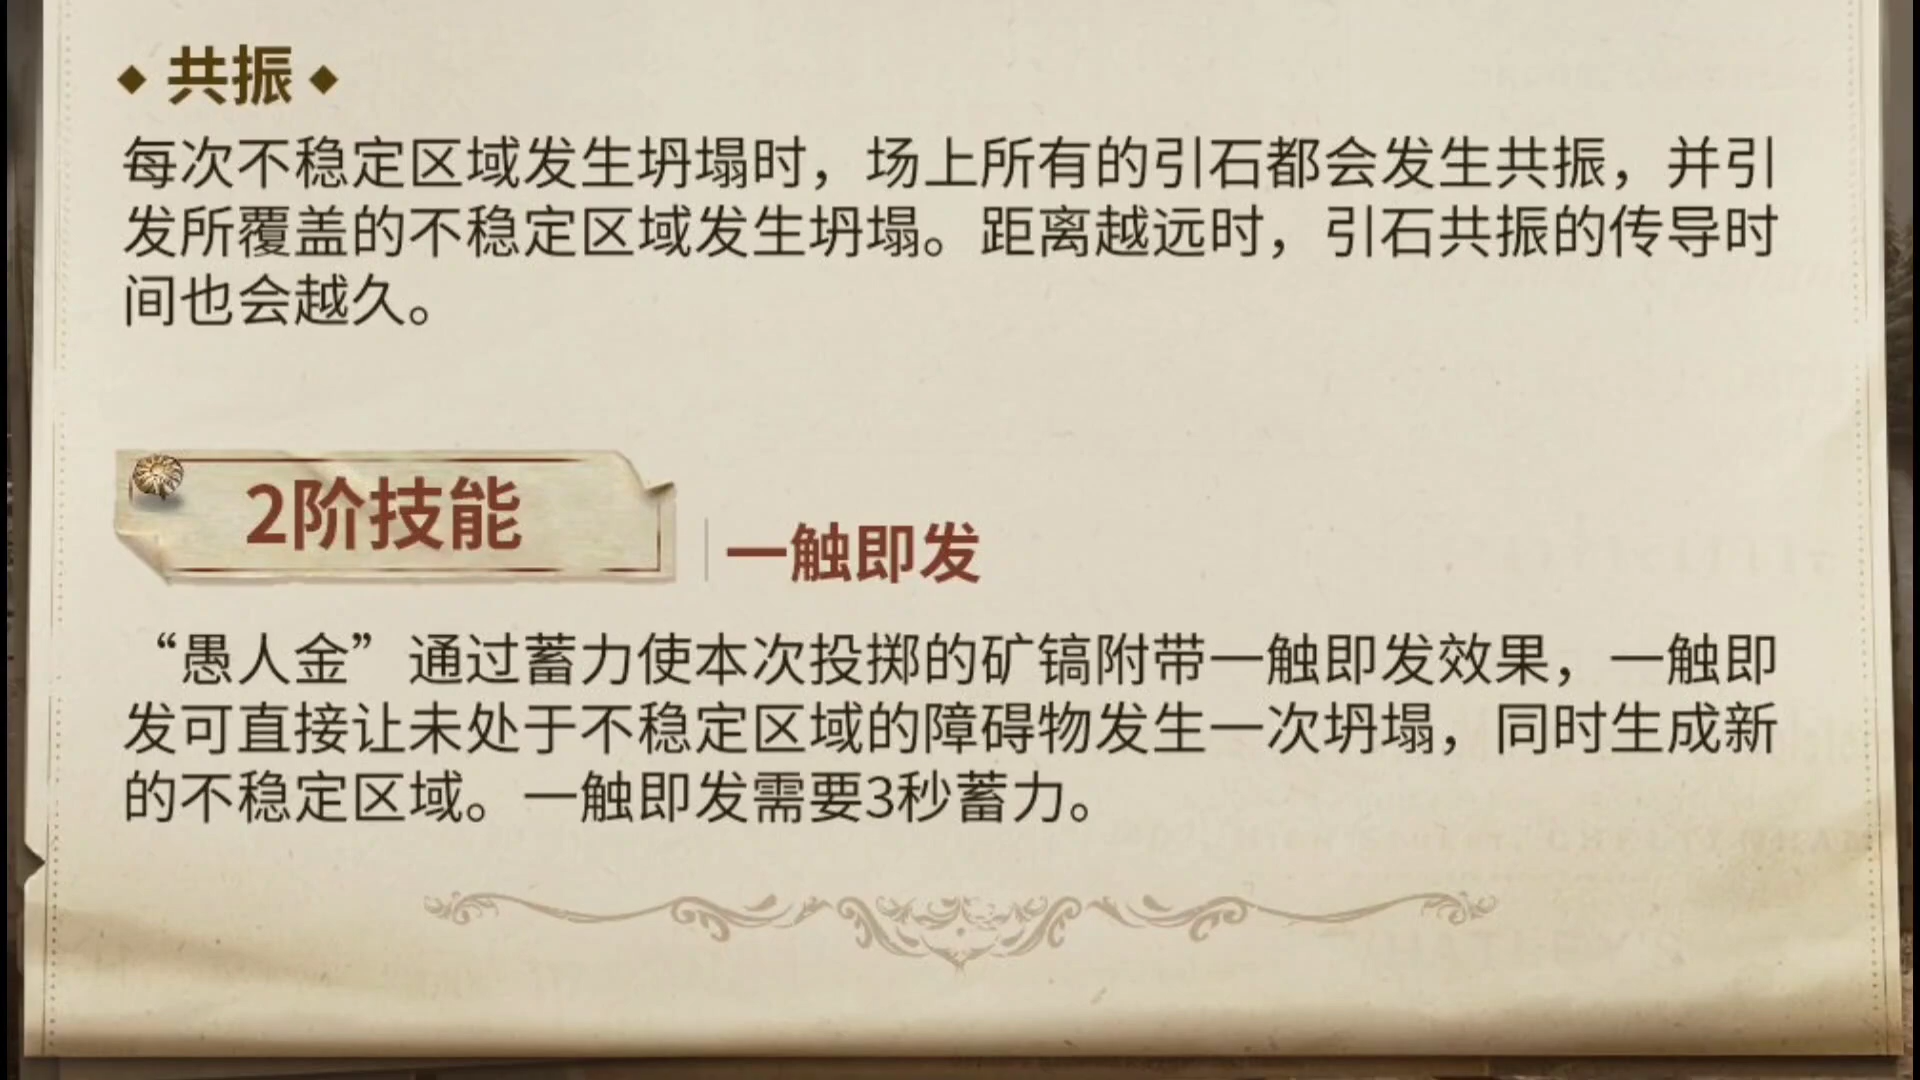 ◆ 共振 ◆
每次不稳定区域发生坍塌时，场上所有的引石都会发生共振，并引
发所覆盖的不稳定区域发生坍塌。距离越远时，引石共振的传导时
间也会越久。
2阶技能
一触即发
“愚人金”通过蓄力使本次投掷的矿镐附带一触即发效果，一触即
发可直接让未处于不稳定区域的障碍物发生一次坍塌，同时生成新
的不稳定区域。一触即发需要3秒蓄力。